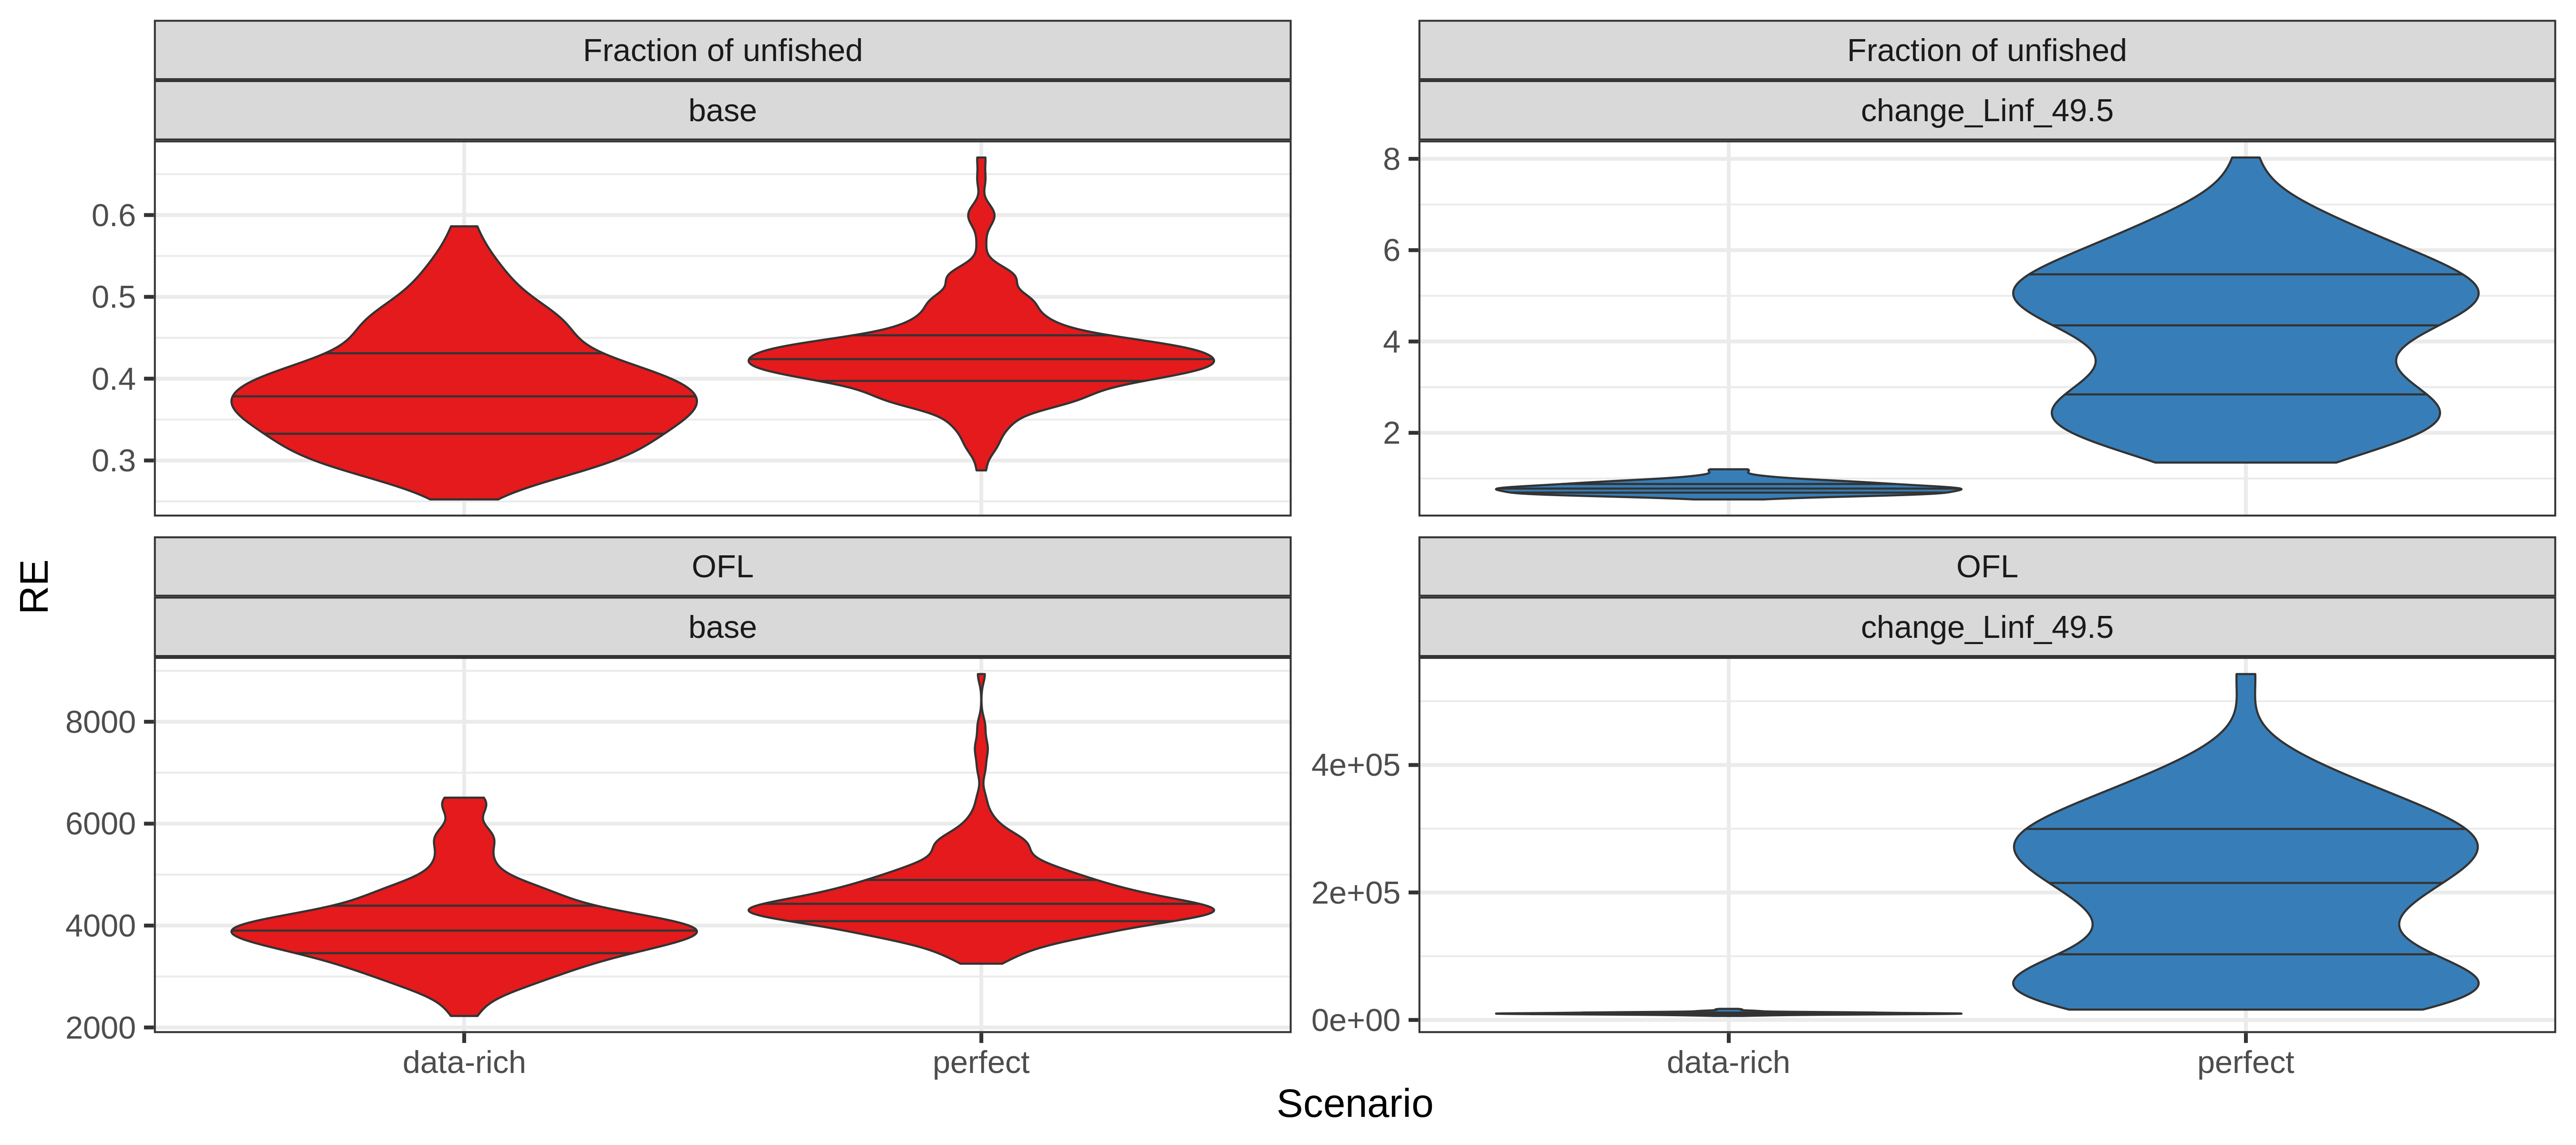 Fraction of unfished
Fraction of unfished
base
change_Linf_49.5
0.6
0.5
0.4
0.3
8
6
4
2
RE
OFL
OFL
base
change_Linf_49.5
8000
6000
4000
2000
4e+05
2e+05
0e+00
data-rich
perfect
data-rich
perfect
Scenario